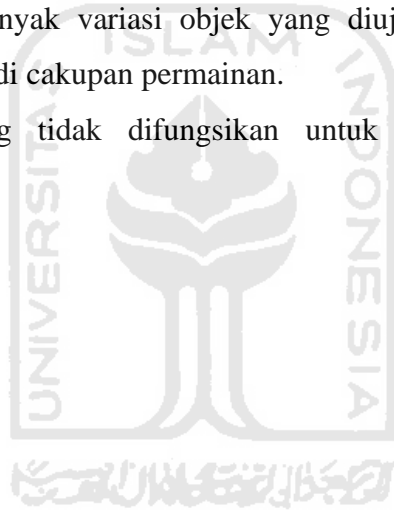 nyak variasi objek yang diuj
di cakupan permainan.
g tidak difungsikan untuk
ISLAM
UNIVERSITAS
INDONESIA